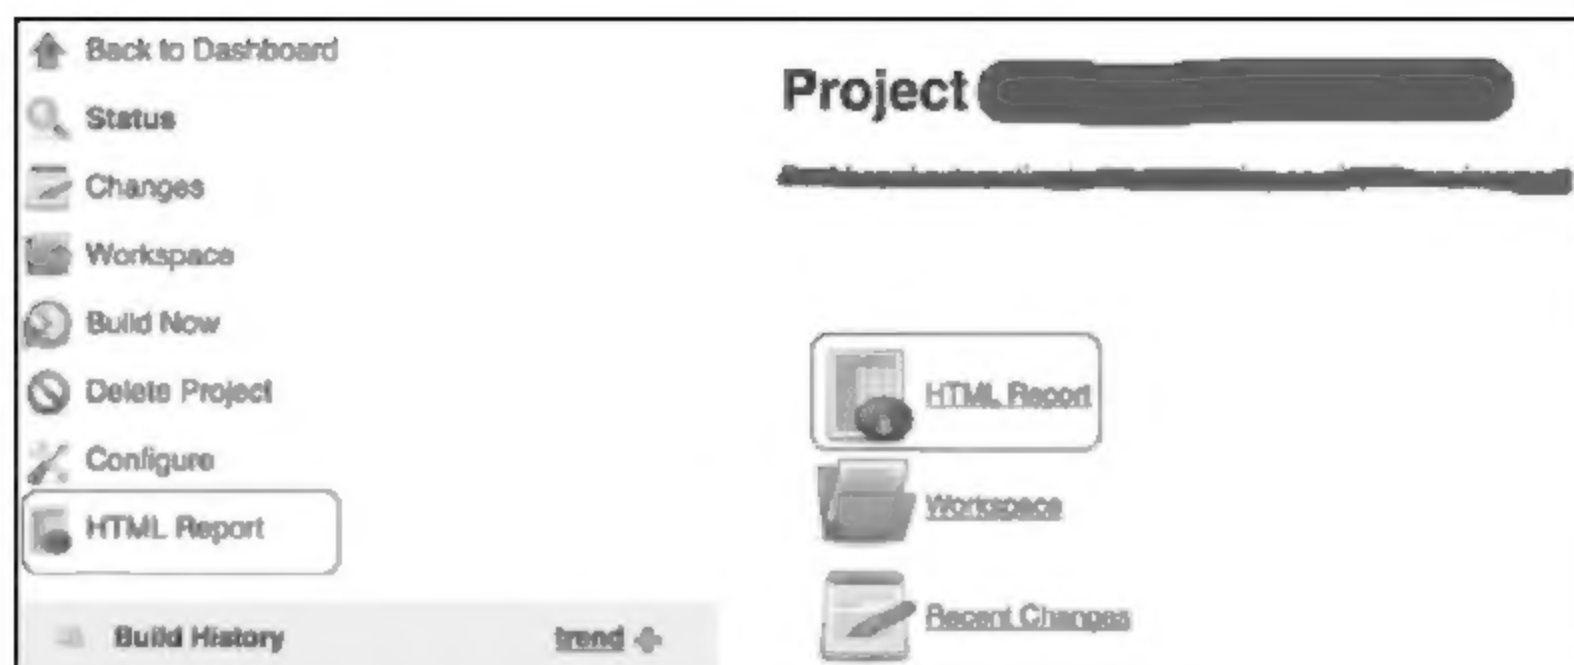 Back to Dashboard
Status
Changes
Workspace
Build Now
Delete Project
Configure
HTML Report
Build History trend
Project
HTML Report
Workspace
Recent Changes